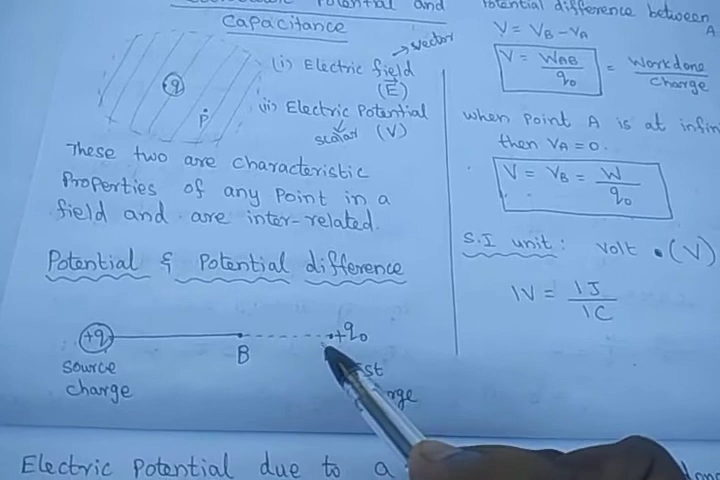 Potential and
Capacitance
q
P
(i) Electric field → vector
(E⃗)
(ii) Electric Potential
scalar (V)
These two are characteristic
Properties of any Point in a
field and are inter-related.
Potential & Potential difference
+q
B
+q₀
source
charge
Electric Potential due to a
Potential difference between
A
V = VB - VA
V = WAB/q₀ = Workdone/charge
when Point A is at
then VA = 0.
V = VB = W/q₀
S.I unit: volt (V)
1V = 1J/1C